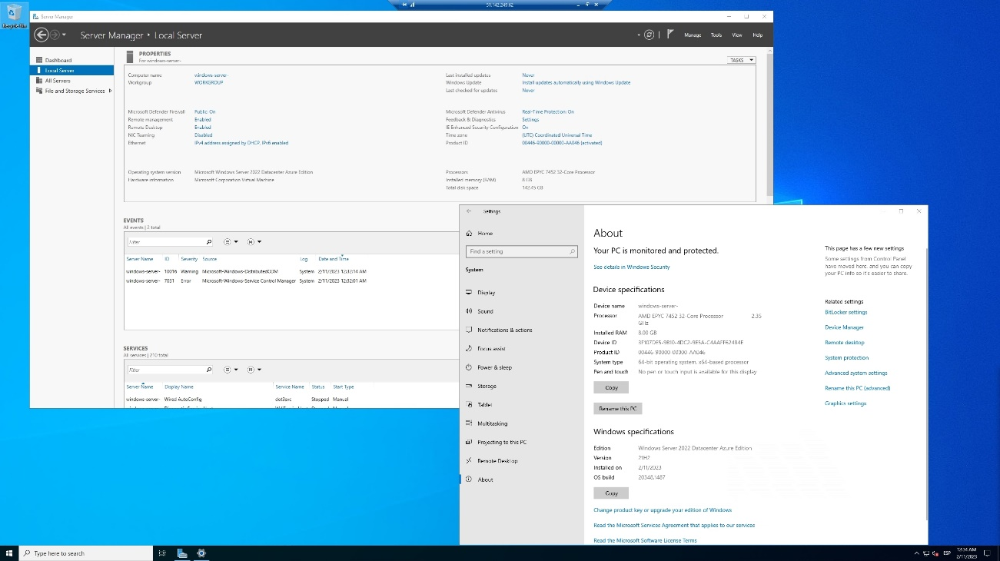 51.142.249.62
Recycle Bin
Server Manager
Server Manager Local Server
Manage Tools View Help
Dashboard
Local Server
All Servers
File and Storage Services
PROPERTIES
For windows-server-
TASKS
Computer name windows-server-
Workgroup WORKGROUP
Last installed updates Never
Windows Update Install updates automatically using Windows Update
Last checked for updates Never
Microsoft Defender Firewall Public: On
Remote management Enabled
Remote Desktop Enabled
NIC Teaming Disabled
Ethernet IPv4 address assigned by DHCP, IPv6 enabled
Microsoft Defender Antivirus Real-Time Protection: On
Feedback & Diagnostics Settings
IE Enhanced Security Configuration On
Time zone (UTC) Coordinated Universal Time
Product ID 00446-90000-00000-AA046 (activated)
Operating system version Microsoft Windows Server 2022 Datacenter Azure Edition
Hardware information Microsoft Corporation Virtual Machine
Processors AMD EPYC 7452 32-Core Processor
Installed memory (RAM) 8 GB
Total disk space 142.45 GB
EVENTS
All events | 2 total
Filter
Server Name ID Severity Source Log Date and Time
windows-server- 10016 Warning Microsoft-Windows-DistributedCOM System 2/11/2023 12:32:14 AM
windows-server- 7031 Error Microsoft-Windows-Service Control Manager System 2/11/2023 12:32:01 AM
SERVICES
All services | 210 total
Filter
Server Name Display Name Service Name Status Start Type
windows-server- Wired AutoConfig dot3svc Stopped Manual
Settings
Home
Find a setting
System
Display
Sound
Notifications & actions
Focus assist
Power & sleep
Storage
Tablet
Multitasking
Projecting to this PC
Remote Desktop
About
About
Your PC is monitored and protected.
See details in Windows Security
Device specifications
Device name windows-server-
Processor AMD EPYC 7452 32-Core Processor 2.35
GHz
Installed RAM 8.00 GB
Device ID 3F107DE5-9B10-4DC2-9E5A-C4AAFF62484E
Product ID 00446-90000-00000-AA046
System type 64-bit operating system, x64-based processor
Pen and touch No pen or touch input is available for this display
Copy
Rename this PC
Windows specifications
Edition Windows Server 2022 Datacenter Azure Edition
Version 21H2
Installed on 2/11/2023
OS build 20348.1487
Copy
Change product key or upgrade your edition of Windows
Read the Microsoft Services Agreement that applies to our services
Read the Microsoft Software License Terms
This page has a few new settings
Some settings from Control Panel
have moved here, and you can copy
your PC info so it's easier to share.
Related settings
BitLocker settings
Device Manager
Remote desktop
System protection
Advanced system settings
Rename this PC (advanced)
Graphics settings
Type here to search
ESP
12:34 AM
2/11/2023